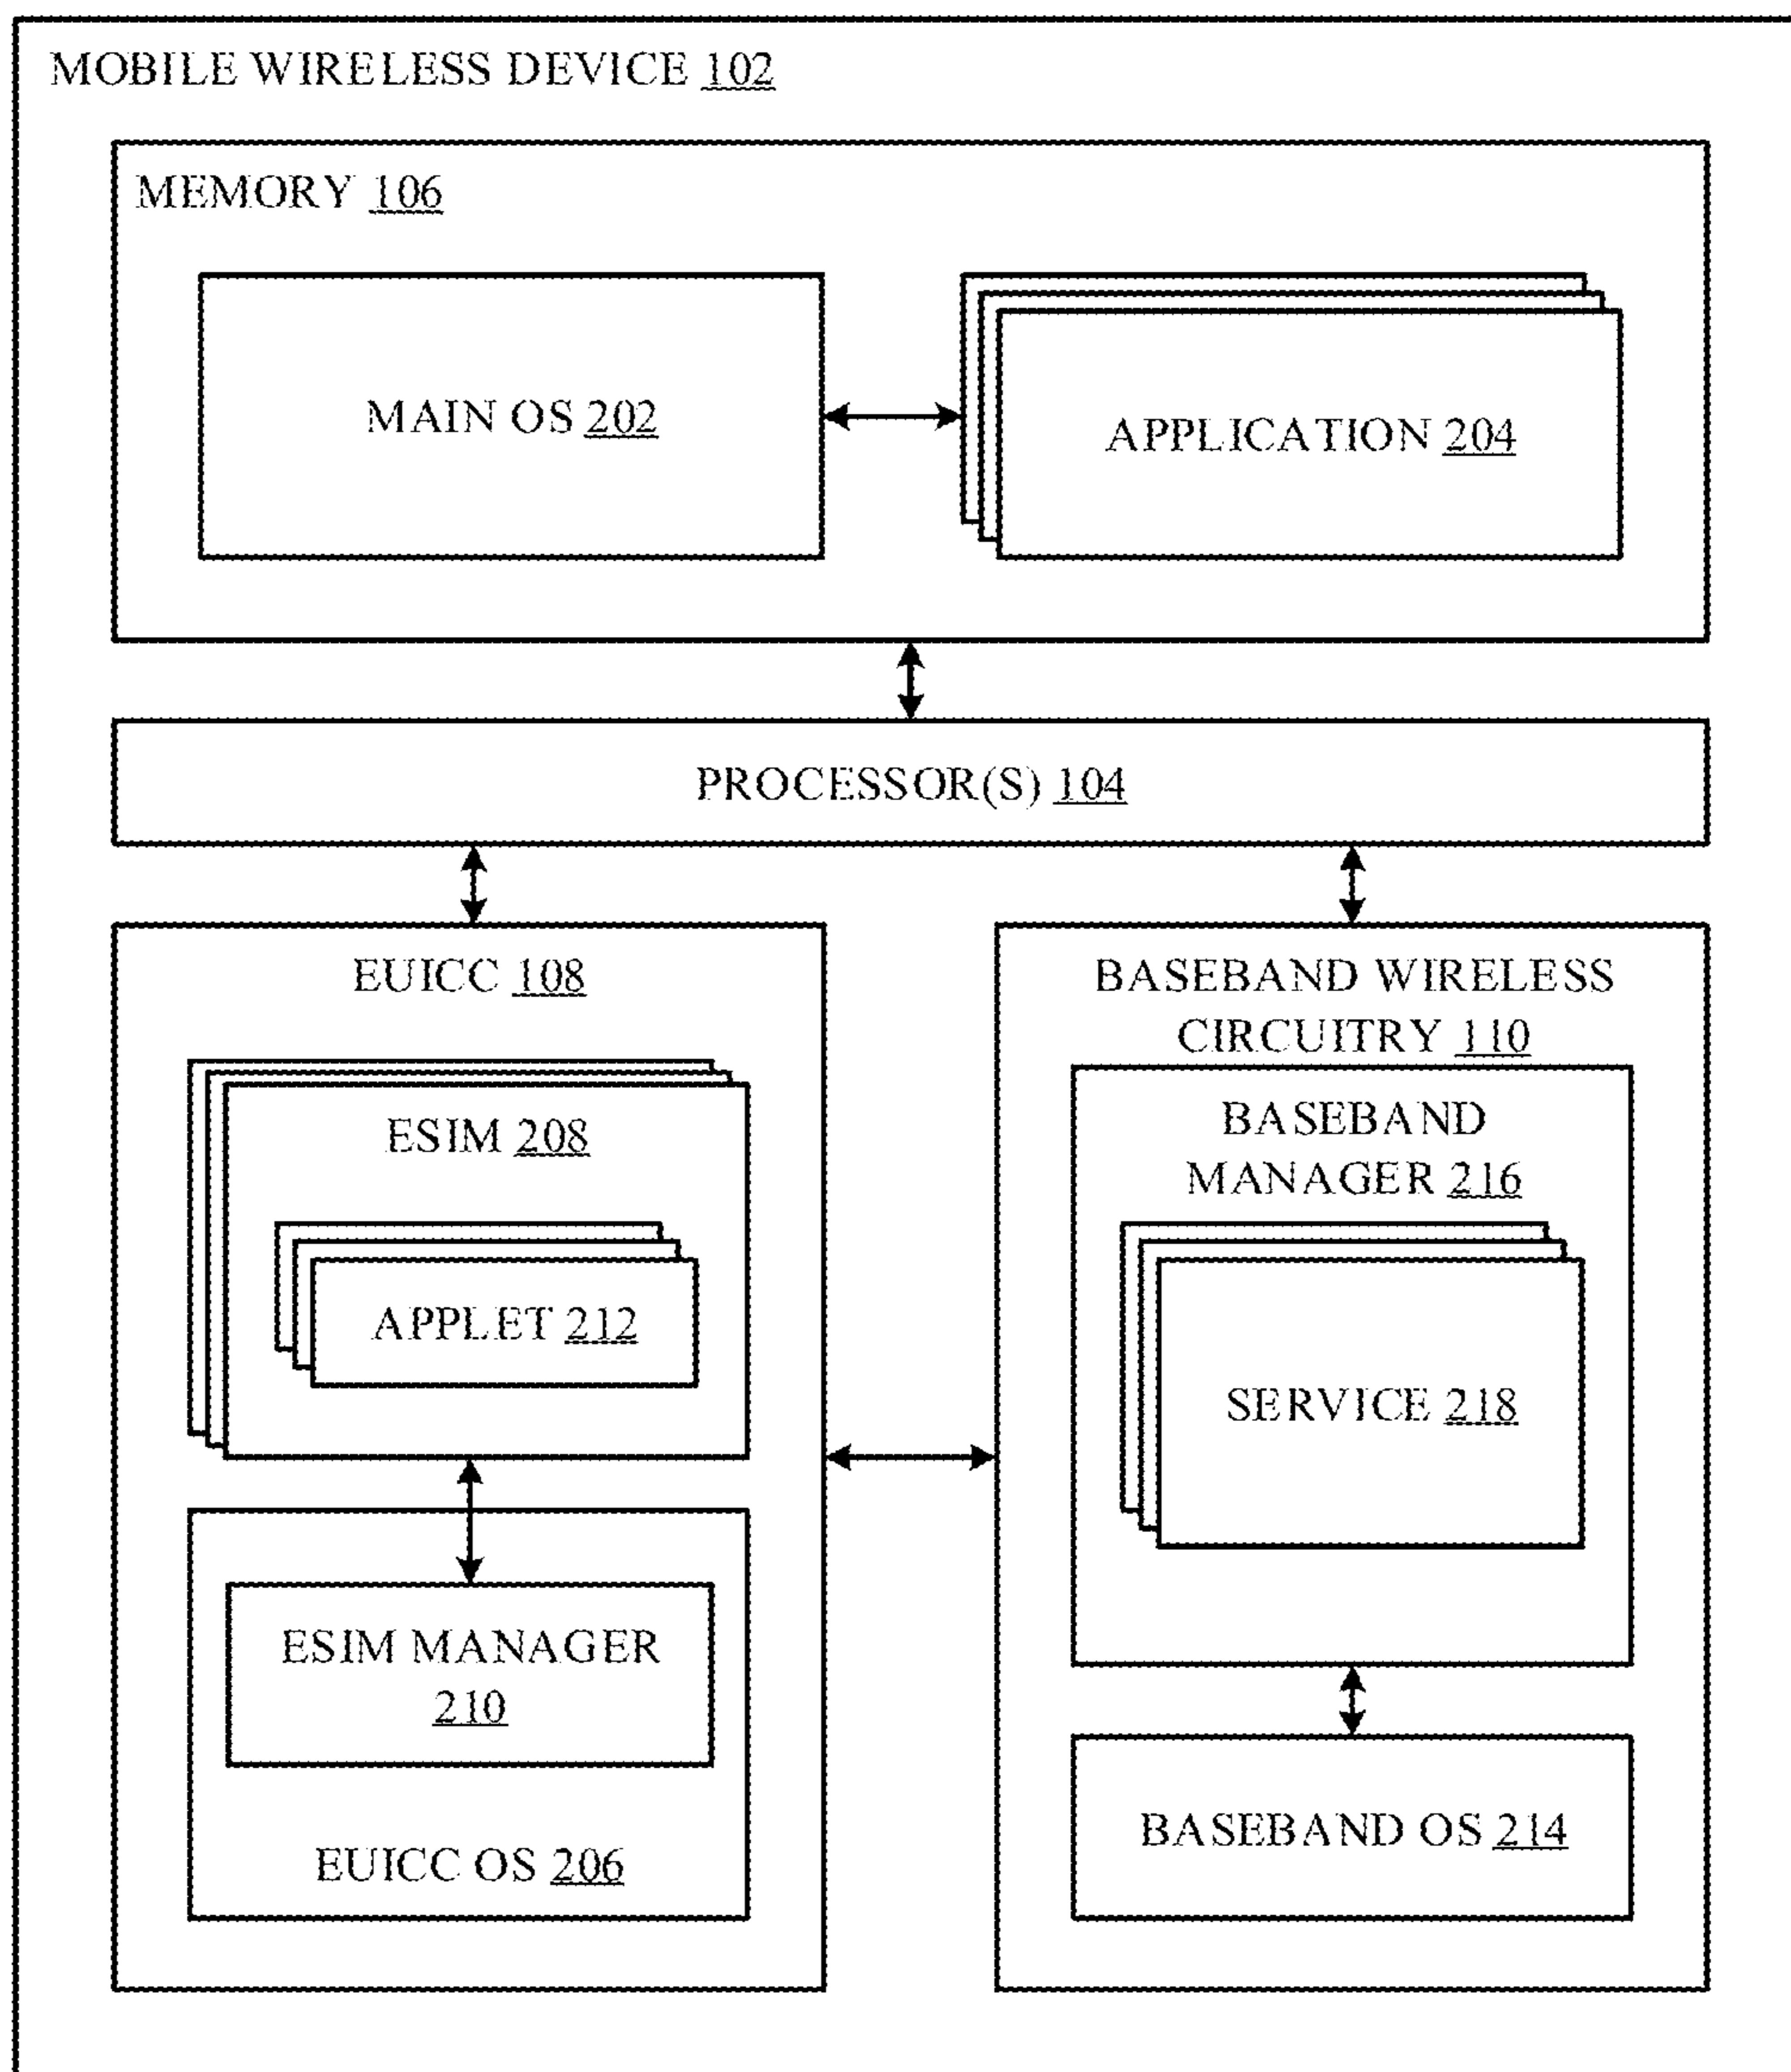 MOBILE WIRELESS DEVICE 102
MEMORY 106
MAIN OS 202
APPLICATION 204
PROCESSOR(S) 104
EUICC 108
ESIM 208
APPLET 212
ESIM MANAGER
210
EUICC OS 206
BASEBAND WIRELESS
CIRCUITRY 110
BASEBAND
MANAGER 216
SERVICE 218
BASEBAND OS 214